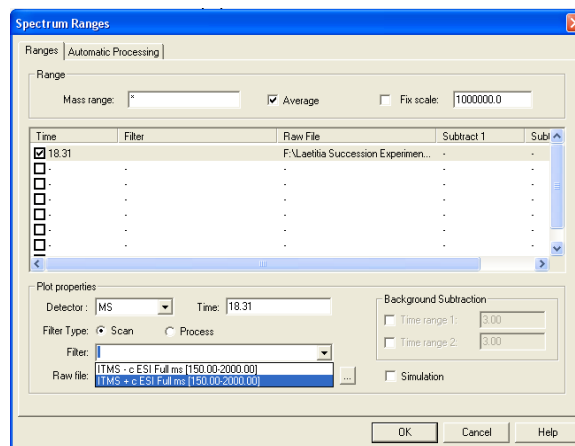 Spectrum Ranges
Ranges Automatic Processing
Range
Mass range: * Average Fix scale: 1000000.0
Time Filter Raw File Subtract 1
18.31 F:\Laetitia Succession Experimen... - -
- - - - -
- - - - -
- - - - -
- - - - -
- - - - -
- - - - -
Plot properties
Detector: MS Time: 18.31
Background Subtraction
Time range 1: 3.00
Filter Type: Scan Process
Time range 2: 3.00
Filter:
ITMS - c ESI Full ms [150.00-2000.00]
Raw file: ITMS + c ESI Full ms [150.00-2000.00] ... Simulation
OK Cancel Help